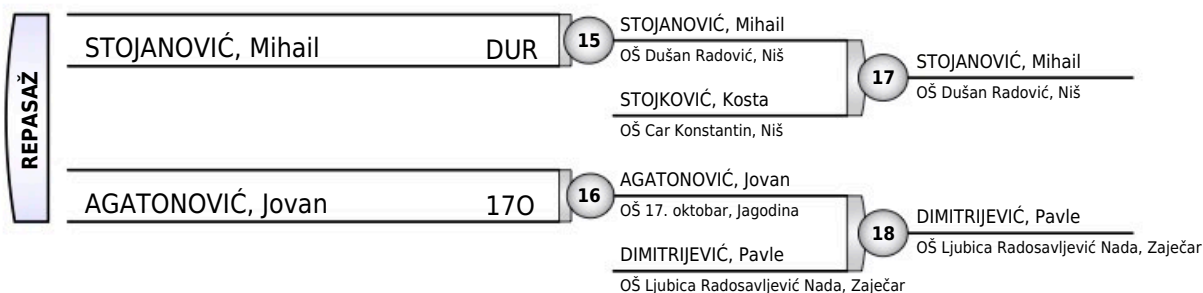 REPASAŽ
STOJANOVIĆ, Mihail DUR
15
STOJANOVIĆ, Mihail
OŠ Dušan Radović, Niš
STOJKOVIĆ, Kosta
OŠ Car Konstantin, Niš
17
STOJANOVIĆ, Mihail
OŠ Dušan Radović, Niš
AGATONOVIĆ, Jovan 17O
16
AGATONOVIĆ, Jovan
OŠ 17. oktobar, Jagodina
DIMITRIJEVIĆ, Pavle
OŠ Ljubica Radosavljević Nada, Zaječar
18
DIMITRIJEVIĆ, Pavle
OŠ Ljubica Radosavljević Nada, Zaječar